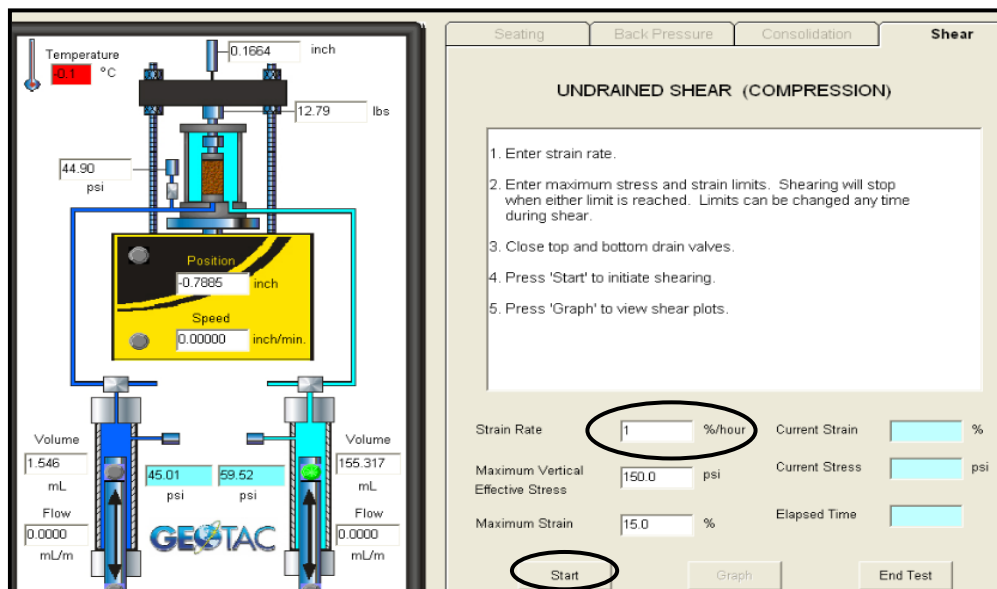 Temperature
-0.1 °C
0.1664 inch
12.79 lbs
44.90
psi
Position
-0.7885 inch
Speed
0.00000 inch/min.
Volume
1.546
mL
Flow
0.0000
mL/m
45.01
psi
59.52
psi
Volume
155.317
mL
Flow
0.0000
mL/m
GEOTAC
Seating Back Pressure Consolidation Shear
UNDRAINED SHEAR (COMPRESSION)
1. Enter strain rate.
2. Enter maximum stress and strain limits. Shearing will stop
when either limit is reached. Limits can be changed any time
during shear.
3. Close top and bottom drain valves.
4. Press 'Start' to initiate shearing.
5. Press 'Graph' to view shear plots.
Strain Rate 1 %/hour Current Strain %
Maximum Vertical
Effective Stress 150.0 psi Current Stress psi
Maximum Strain 15.0 % Elapsed Time
Start Graph End Test